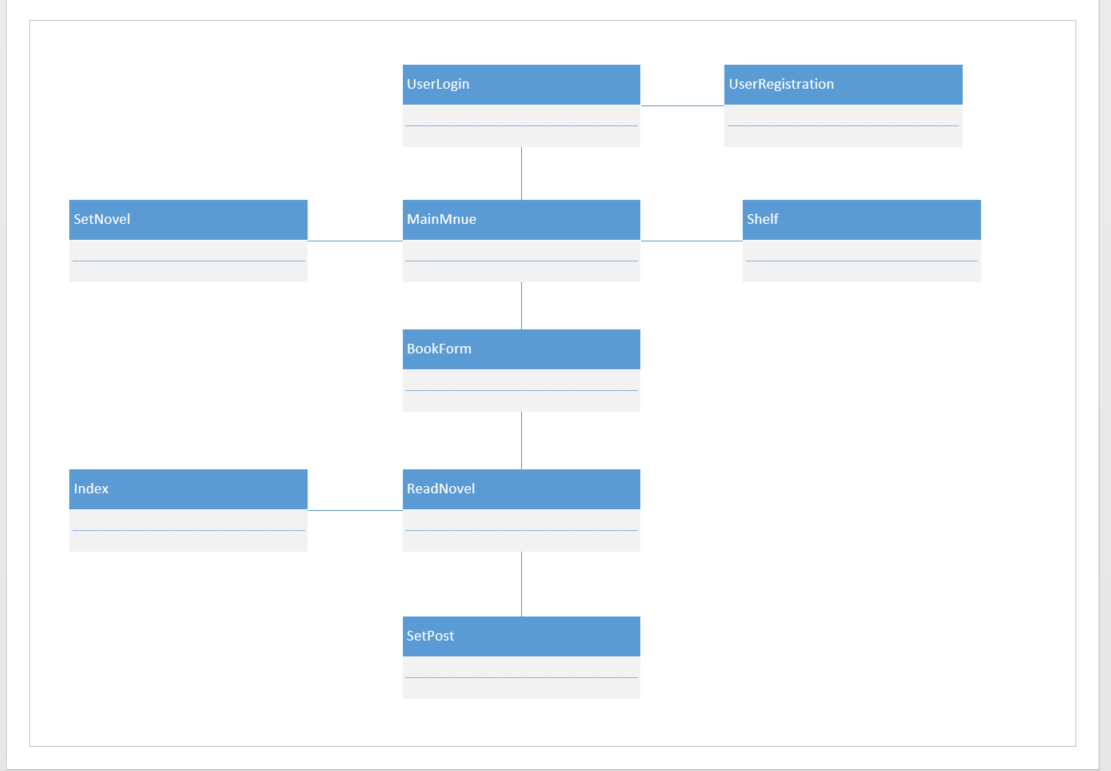 UserLogin
UserRegistration
SetNovel
MainMnue
Shelf
BookForm
Index
ReadNovel
SetPost